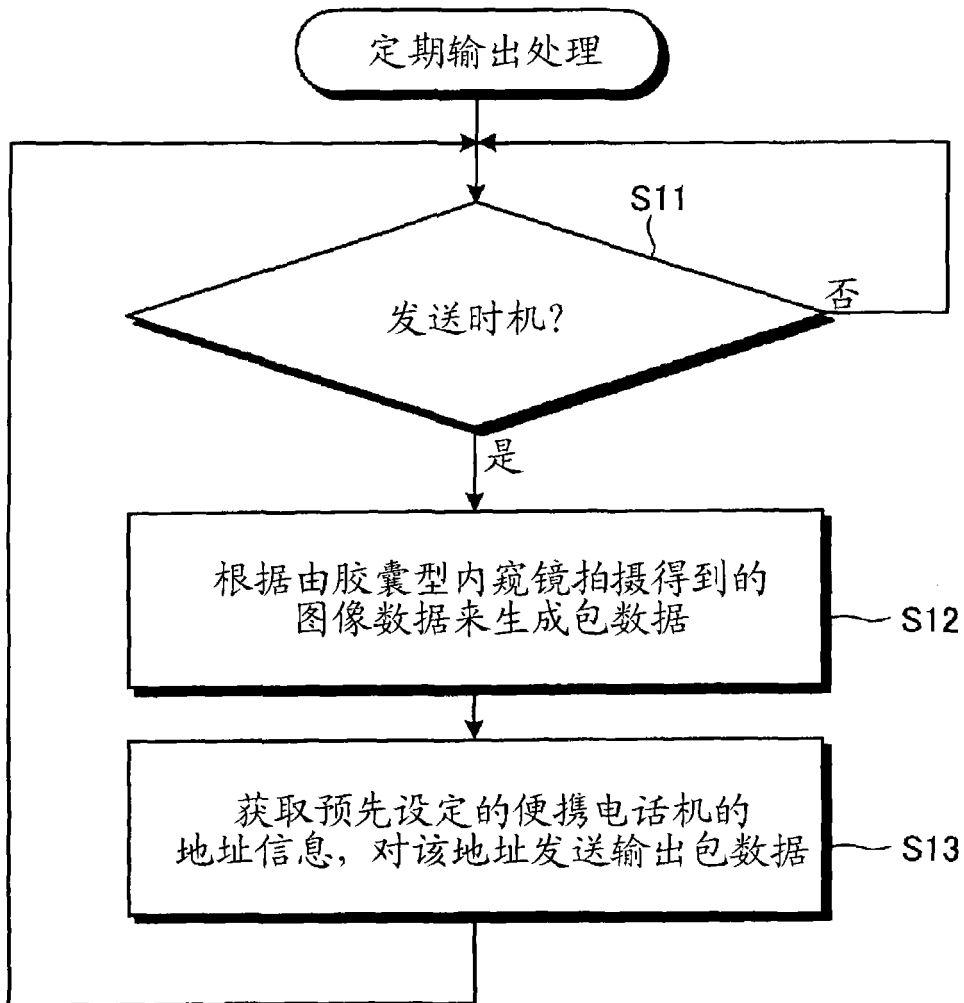 定期输出处理
S11
发送时机?
否
是
根据由胶囊型内窥镜拍摄得到的
图像数据来生成包数据
S12
获取预先设定的便携电话机的
地址信息，对该地址发送输出包数据
S13